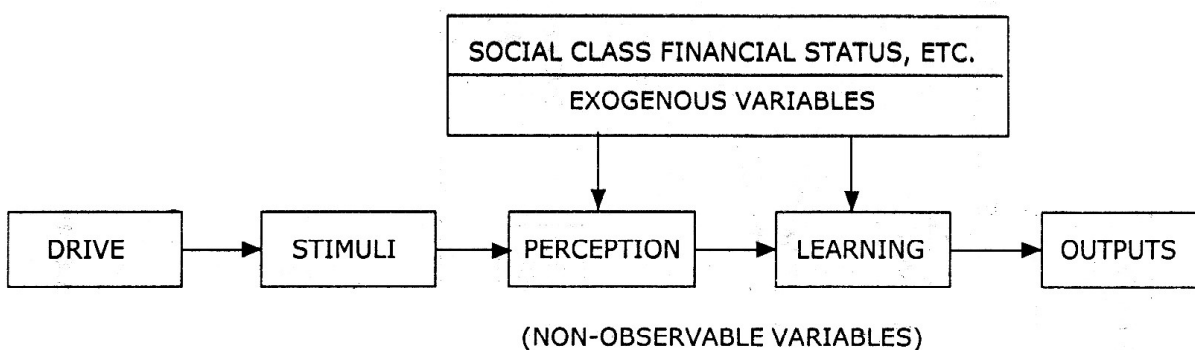 SOCIAL CLASS FINANCIAL STATUS, ETC.
EXOGENOUS VARIABLES
DRIVE
STIMULI
PERCEPTION
LEARNING
OUTPUTS
(NON-OBSERVABLE VARIABLES)